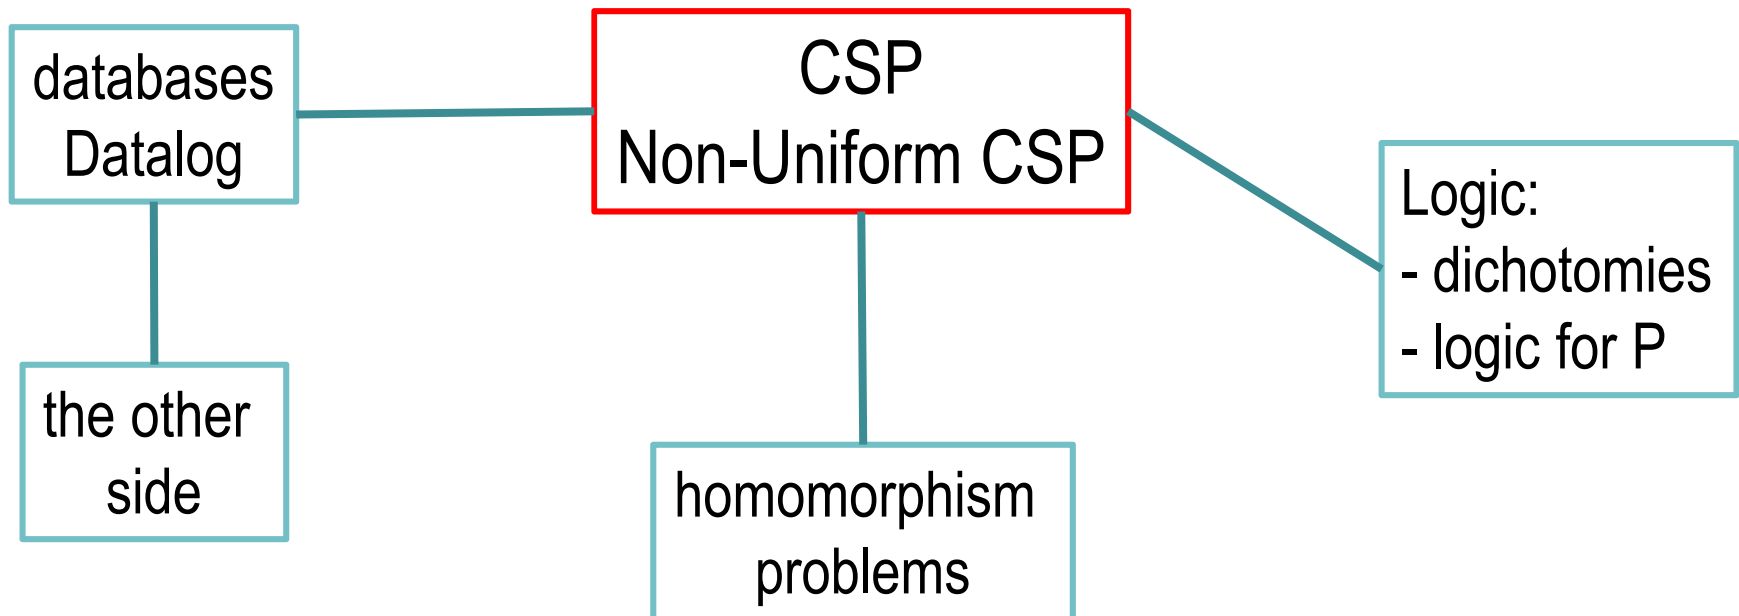 databases
Datalog
CSP
Non-Uniform CSP
Logic:
- dichotomies
- logic for P
the other
side
homomorphism
problems